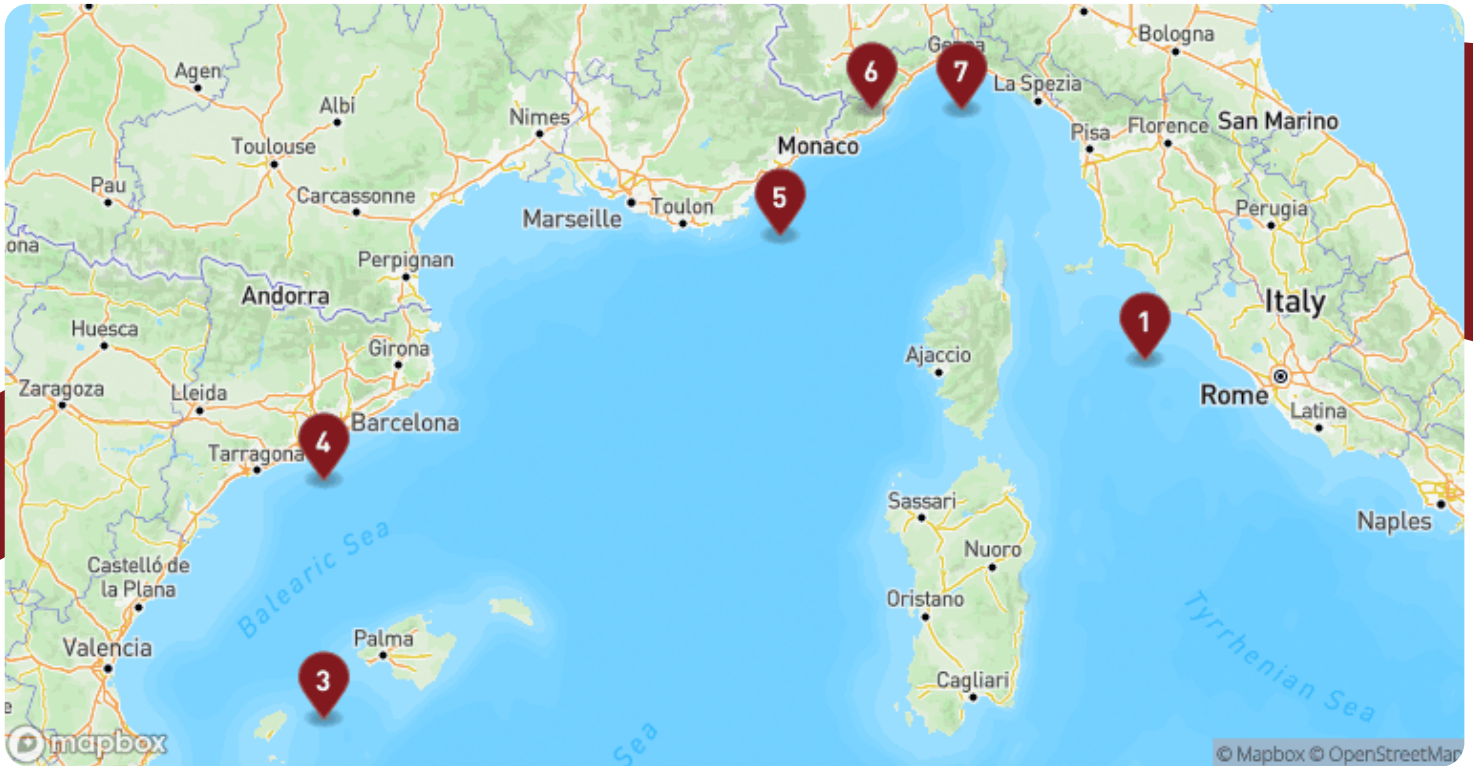 Bologna
Genoa
Agen
6
7
La Spezia
Albi
Nimes
Pisa
Florence
San Marino
Toulouse
Monaco
Pau
Carcassonne
5
Marseille
Toulon
Perugia
ona
Perpignan
Andorra
Italy
Huesca
1
Girona
Ajaccio
Zaragoza
Lleida
Rome
Latina
Barcelona
4
Tarragona
Sassari
Naples
Balearic Sea
Nuoro
Castelló de
la Plana
Oristano
Tyrrhenian Sea
Palma
Valencia
3
Cagliari
e
Sea
mapbox
© Mapbox © OpenStreetMap